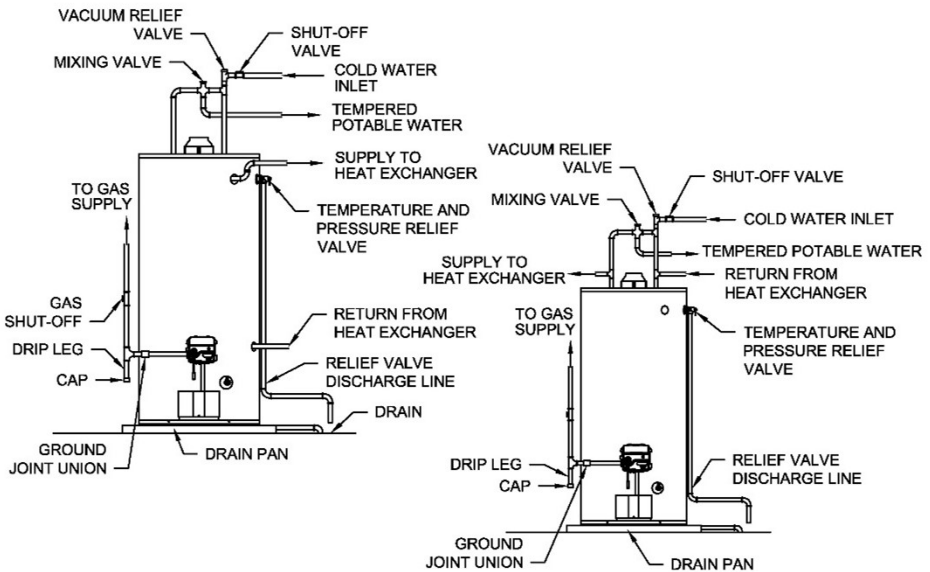 VACUUM RELIEF
VALVE
SHUT-OFF
VALVE
MIXING VALVE
COLD WATER
INLET
TEMPERED
POTABLE WATER
SUPPLY TO
HEAT EXCHANGER
TO GAS
SUPPLY
TEMPERATURE AND
PRESSURE RELIEF
VALVE
GAS
SHUT-OFF
RETURN FROM
HEAT EXCHANGER
DRIP LEG
CAP
RELIEF VALVE
DISCHARGE LINE
DRAIN
GROUND
JOINT UNION
DRAIN PAN
VACUUM RELIEF
VALVE
SHUT-OFF VALVE
MIXING VALVE
COLD WATER INLET
TEMPERED POTABLE WATER
SUPPLY TO
HEAT EXCHANGER
RETURN FROM
HEAT EXCHANGER
TO GAS
SUPPLY
TEMPERATURE AND
PRESSURE RELIEF
VALVE
DRIP LEG
CAP
RELIEF VALVE
DISCHARGE LINE
GROUND
JOINT UNION
DRAIN PAN